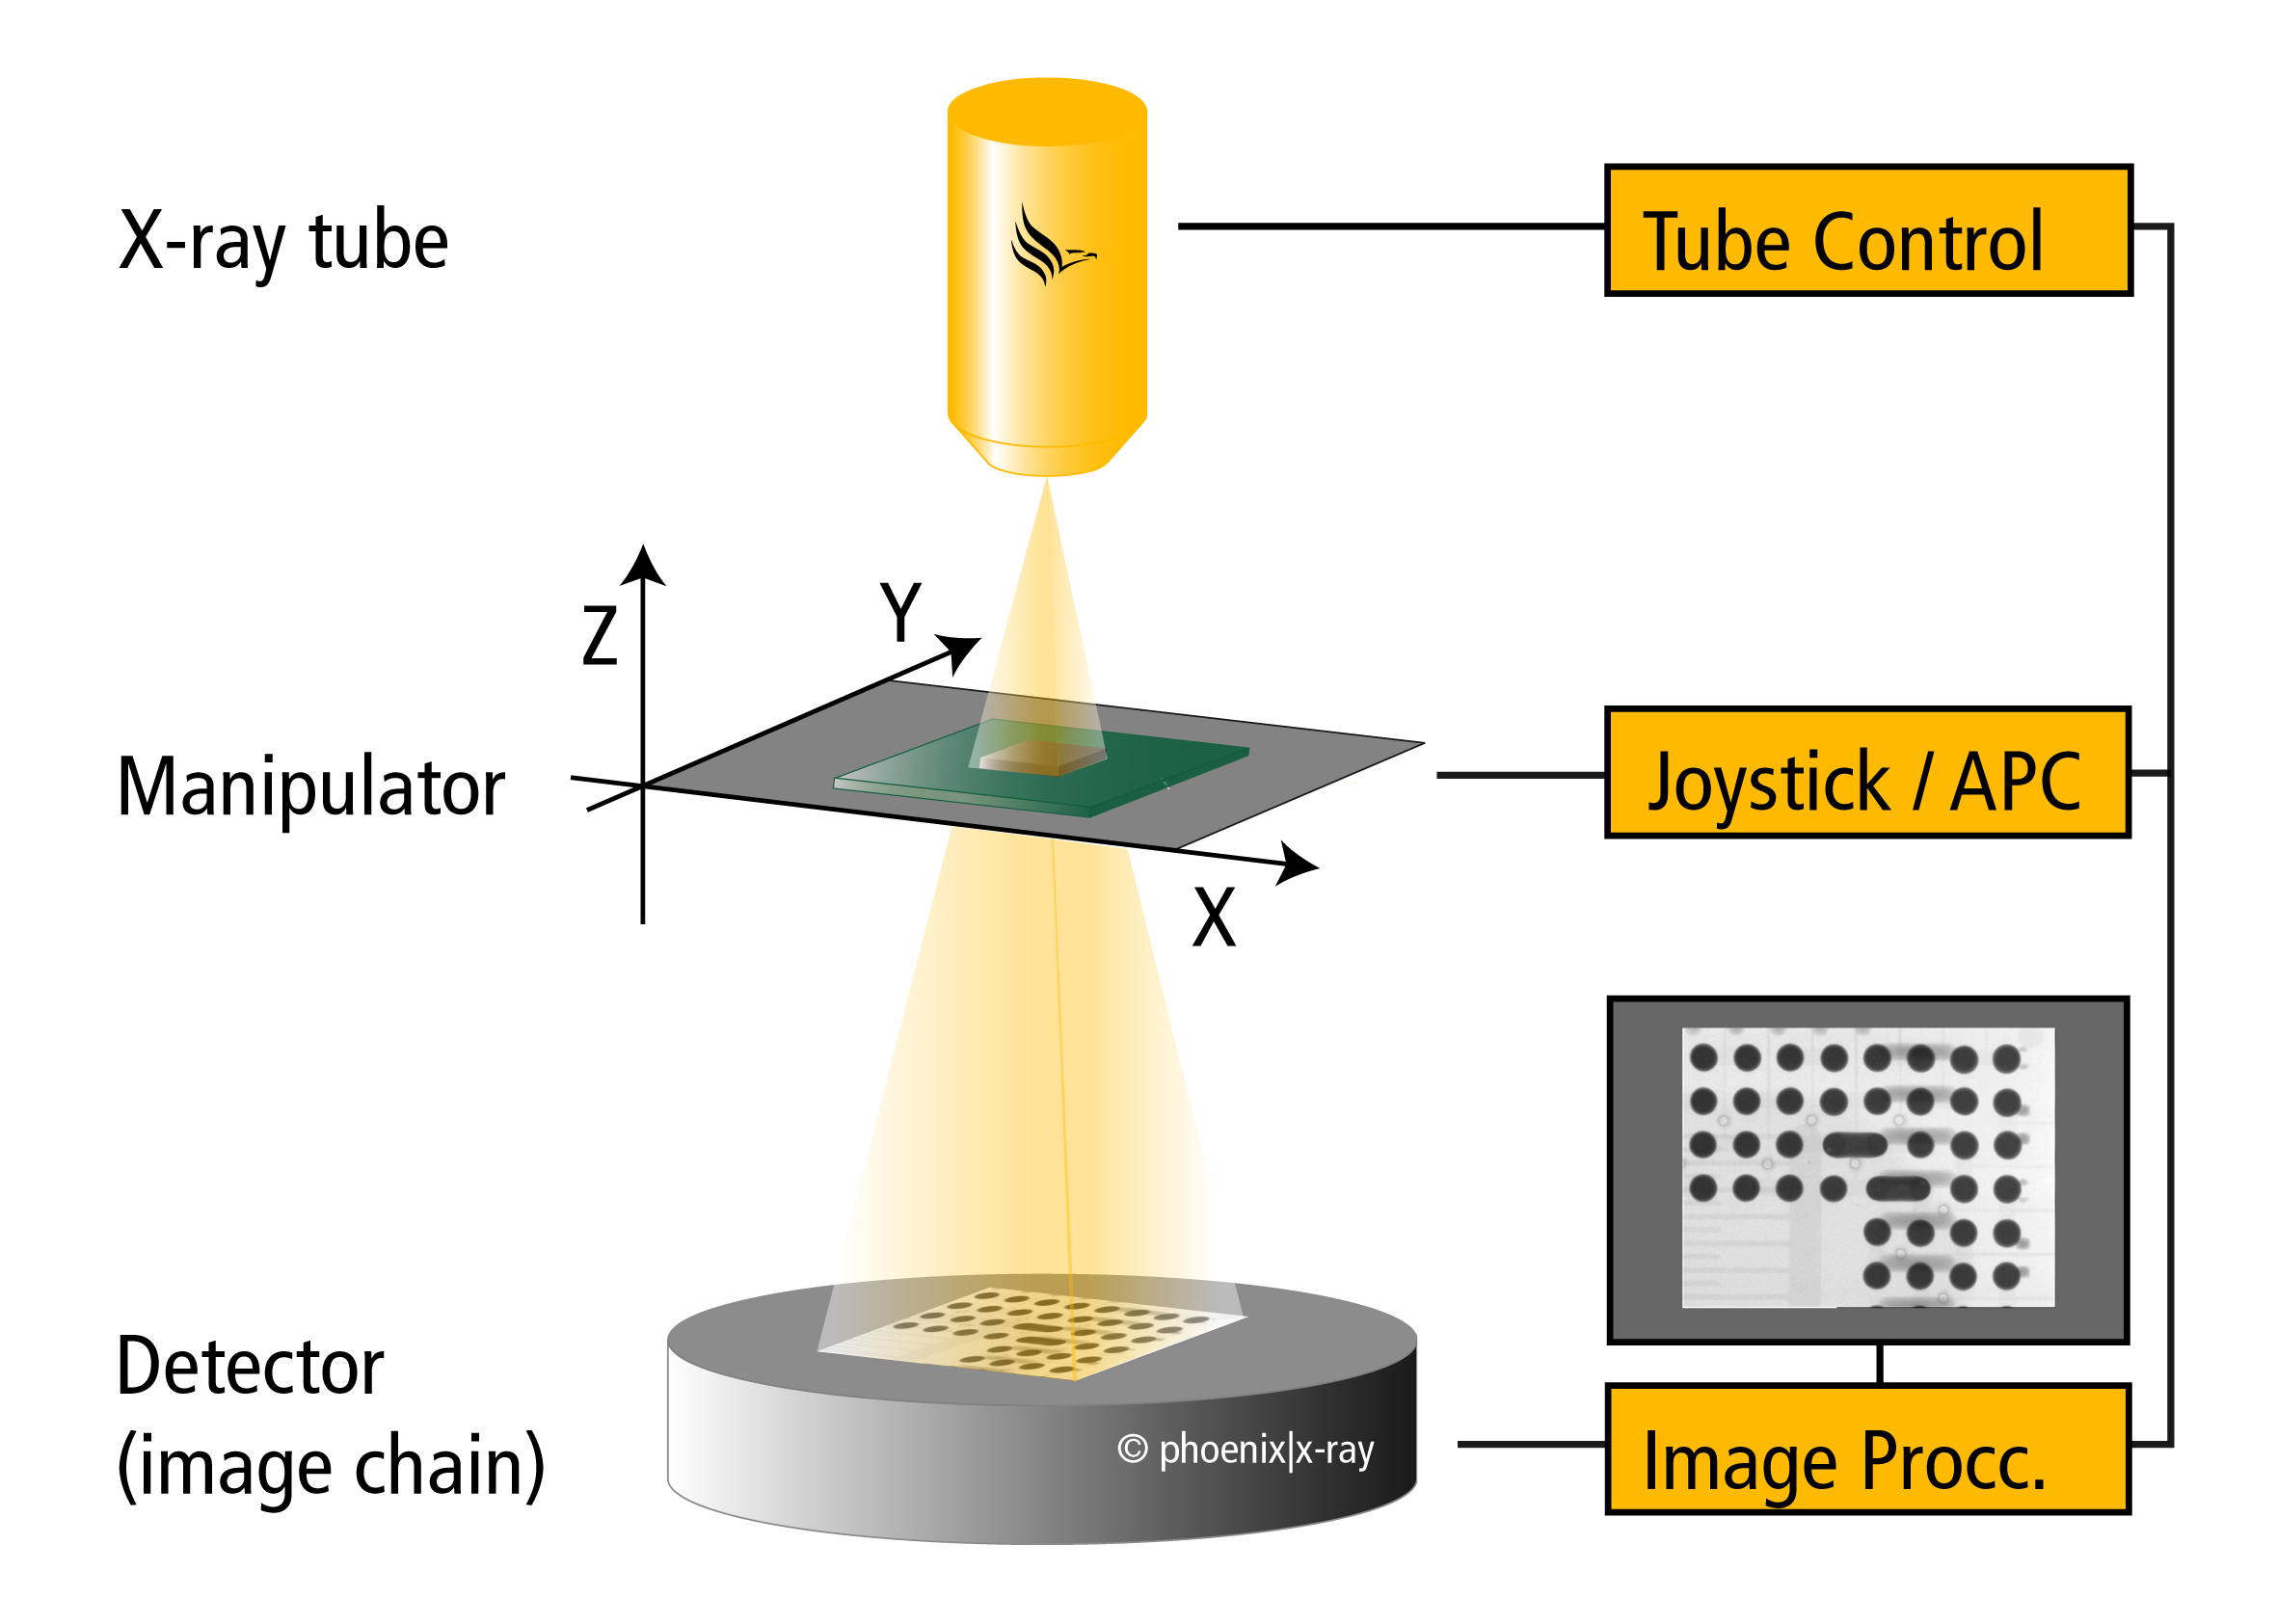 X-ray tube
Tube Control
Z
Y
Manipulator
Joystick / APC
X
Detector
(image chain)
© phoenix|x-ray
Image Procc.